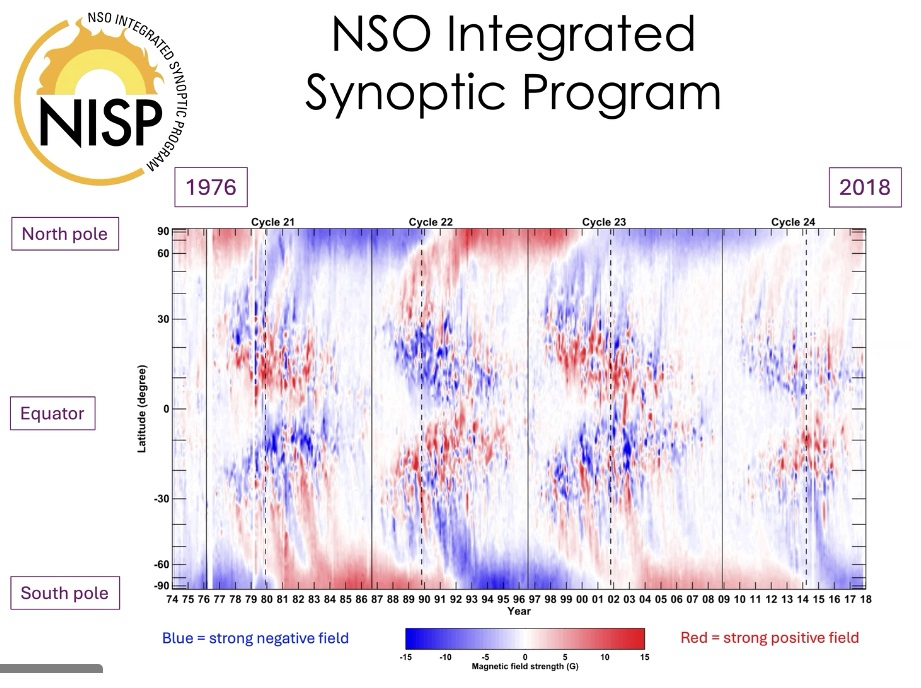 NSO INTEGRATED SYNOPTIC PROGRAM
NISP
NSO Integrated
Synoptic Program
1976
2018
North pole
Equator
South pole
Cycle 21
Cycle 22
Cycle 23
Cycle 24
90
60
30
0
-30
-60
-90
Latitude (degree)
74 75 76 77 78 79 80 81 82 83 84 85 86 87 88 89 90 91 92 93 94 95 96 97 98 99 00 01 02 03 04 05 06 07 08 09 10 11 12 13 14 15 16 17 18
Year
Blue = strong negative field
-15 -10 -5 0 5 10 15
Magnetic field strength (G)
Red = strong positive field